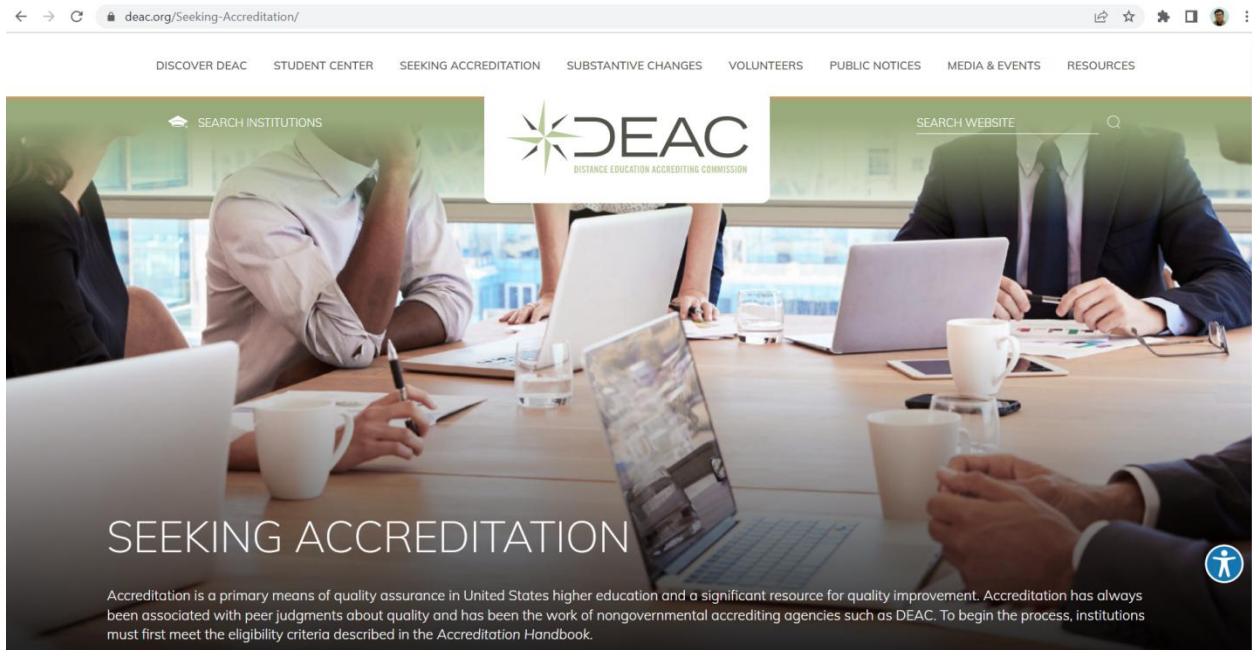 deac.org/Seeking-Accreditation/
DISCOVER DEAC STUDENT CENTER SEEKING ACCREDITATION SUBSTANTIVE CHANGES VOLUNTEERS PUBLIC NOTICES MEDIA & EVENTS RESOURCES
SEARCH INSTITUTIONS
DEAC
DISTANCE EDUCATION ACCREDITING COMMISSION
SEARCH WEBSITE
SEEKING ACCREDITATION
Accreditation is a primary means of quality assurance in United States higher education and a significant resource for quality improvement. Accreditation has always
been associated with peer judgments about quality and has been the work of nongovernmental accrediting agencies such as DEAC. To begin the process, institutions
must first meet the eligibility criteria described in the Accreditation Handbook.